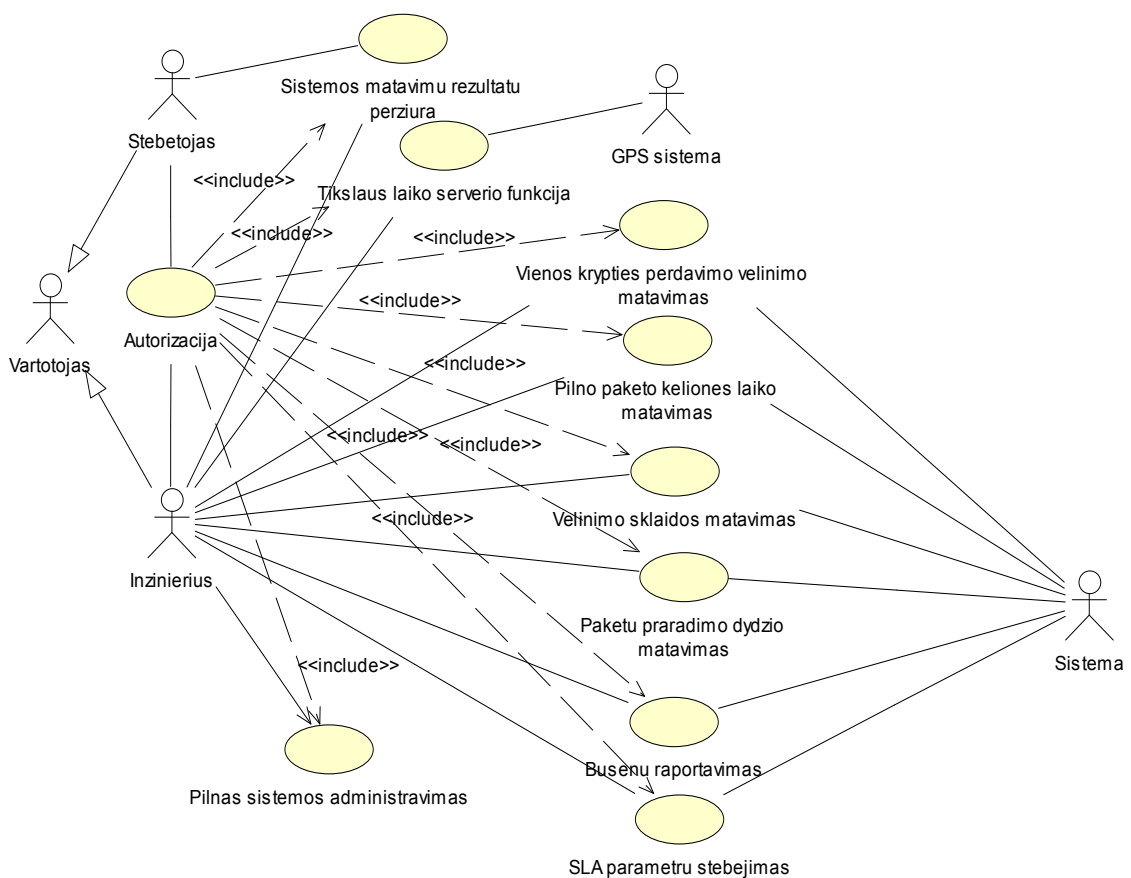 Sistemos matavimu rezultatu
perziura
Stebetojas
GPS sistema
<<include>>
Tikslaus laiko serverio funkcija
<<include>>
<<include>>
Vienos krypties perdavimo velinimo
matavimas
<<include>>
Autorizacija
Vartotojas
<<include>>
Pilno paketo keliones laiko
matavimas
<<include>>
<<include>>
Velinimo sklaidos matavimas
<<include>>
Inzinierius
Paketu praradimo dydzio
matavimas
Sistema
<<include>>
Busenu raportavimas
Pilnas sistemos administravimas
SLA parametru stebejimas